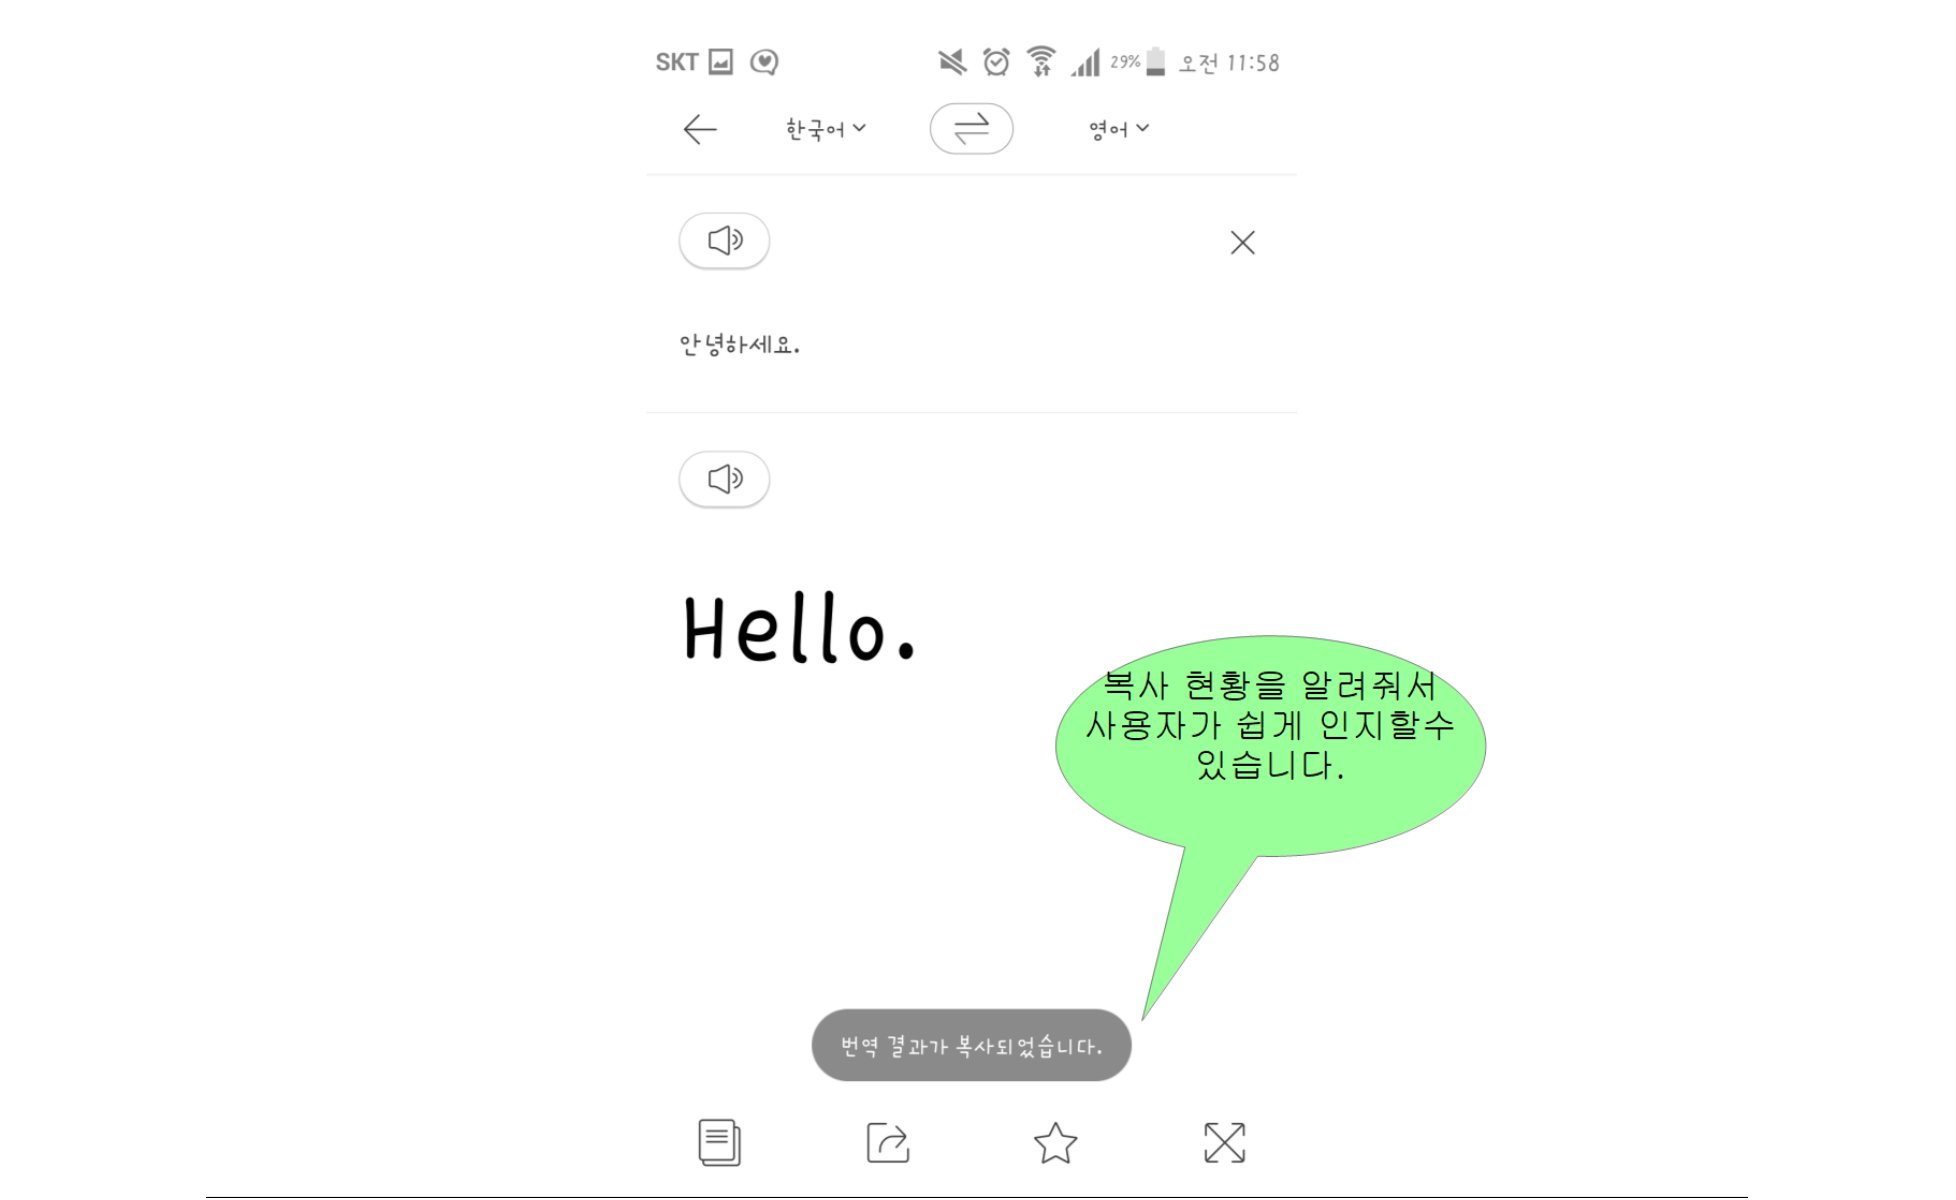 SKT 29% 오전 11:58
한국어 영어
안녕하세요.
Hello.
복사 현황을 알려줘서
사용자가 쉽게 인지할수
있습니다.
번역 결과가 복사되었습니다.